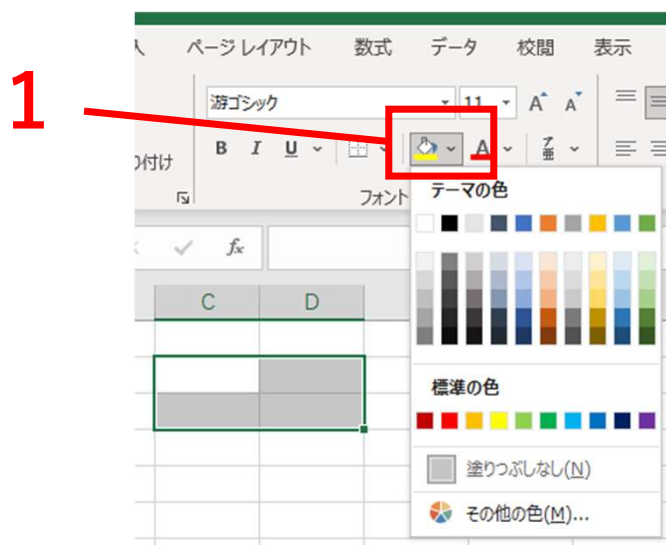 ページ レイアウト 数式 データ 校閲 表示
1
游ゴシック 11 A A
B I U A
フォント
テーマの色
fx
C D
標準の色
塗りつぶしなし(N)
その他の色(M)...